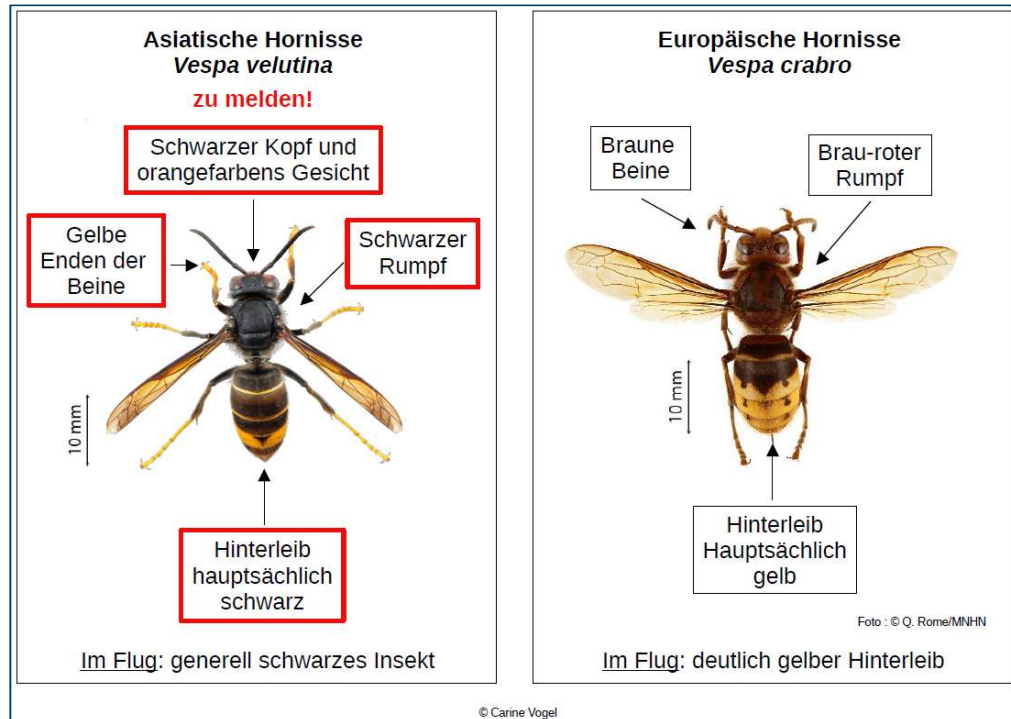 Asiatische Hornisse
Vespa velutina
zu melden!
Schwarzer Kopf und
orangefarbens Gesicht
Gelbe
Enden der
Beine
Schwarzer
Rumpf
10 mm
Hinterleib
hauptsächlich
schwarz
Im Flug: generell schwarzes Insekt
Europäische Hornisse
Vespa crabro
Braune
Beine
Brau-roter
Rumpf
10 mm
Hinterleib
Hauptsächlich
gelb
Foto : © Q. Rome/MNHN
Im Flug: deutlich gelber Hinterleib
© Carine Vogel